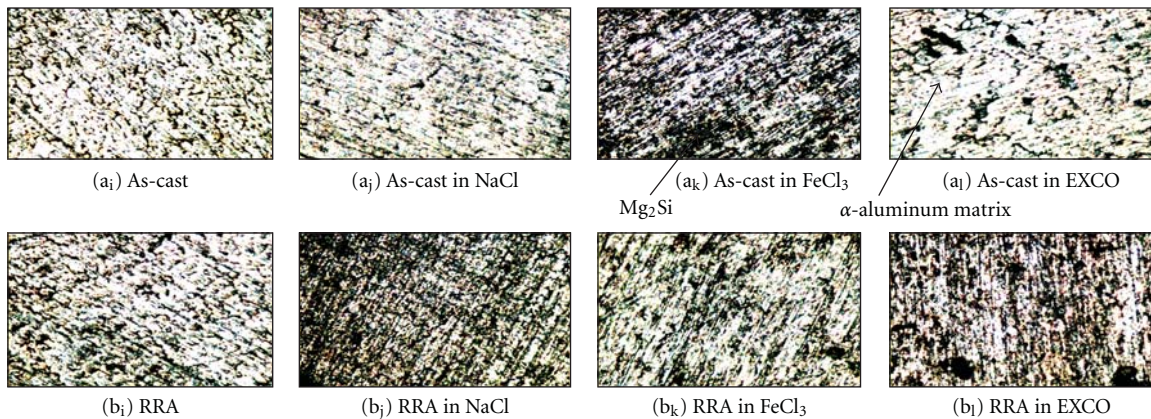 (aᵢ) As-cast
(aⱼ) As-cast in NaCl
(aₖ) As-cast in FeCl₃
(aₗ) As-cast in EXCO
Mg₂Si
α-aluminum matrix
(bᵢ) RRA
(bⱼ) RRA in NaCl
(bₖ) RRA in FeCl₃
(bₗ) RRA in EXCO